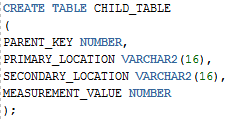 CREATE TABLE CHILD_TABLE
(
PARENT_KEY NUMBER,
PRIMARY_LOCATION VARCHAR2(16),
SECONDARY_LOCATION VARCHAR2(16),
MEASUREMENT_VALUE NUMBER
);